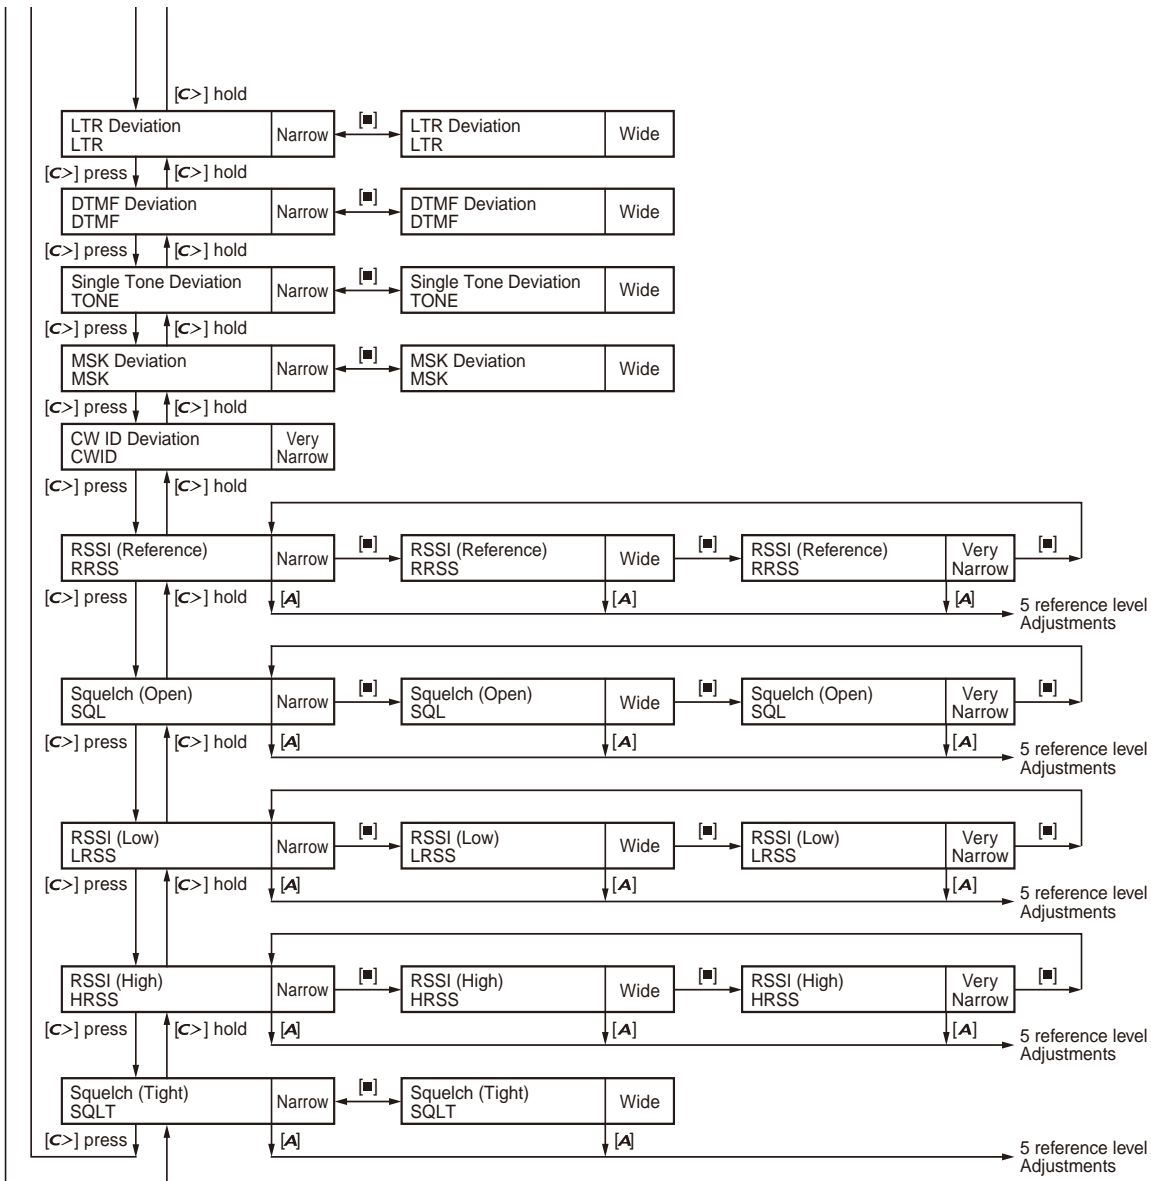 [C>] hold
LTR Deviation
LTR
Narrow
[■]
LTR Deviation
LTR
Wide
[C>] press
[C>] hold
DTMF Deviation
DTMF
Narrow
[■]
DTMF Deviation
DTMF
Wide
[C>] press
[C>] hold
Single Tone Deviation
TONE
Narrow
[■]
Single Tone Deviation
TONE
Wide
[C>] press
[C>] hold
MSK Deviation
MSK
Narrow
[■]
MSK Deviation
MSK
Wide
[C>] press
[C>] hold
CW ID Deviation
CWID
Very
Narrow
[C>] press
[C>] hold
RSSI (Reference)
RRSS
Narrow
[■]
RSSI (Reference)
RRSS
Wide
[■]
RSSI (Reference)
RRSS
Very
Narrow
[■]
[C>] press
[C>] hold
[A]
[A]
[A]
5 reference level
Adjustments
Squelch (Open)
SQL
Narrow
[■]
Squelch (Open)
SQL
Wide
[■]
Squelch (Open)
SQL
Very
Narrow
[■]
[C>] press
[C>] hold
[A]
[A]
[A]
5 reference level
Adjustments
RSSI (Low)
LRSS
Narrow
[■]
RSSI (Low)
LRSS
Wide
[■]
RSSI (Low)
LRSS
Very
Narrow
[■]
[C>] press
[C>] hold
[A]
[A]
[A]
5 reference level
Adjustments
RSSI (High)
HRSS
Narrow
[■]
RSSI (High)
HRSS
Wide
[■]
RSSI (High)
HRSS
Very
Narrow
[■]
[C>] press
[C>] hold
[A]
[A]
[A]
5 reference level
Adjustments
Squelch (Tight)
SQLT
Narrow
[■]
Squelch (Tight)
SQLT
Wide
[C>] press
[A]
[A]
5 reference level
Adjustments